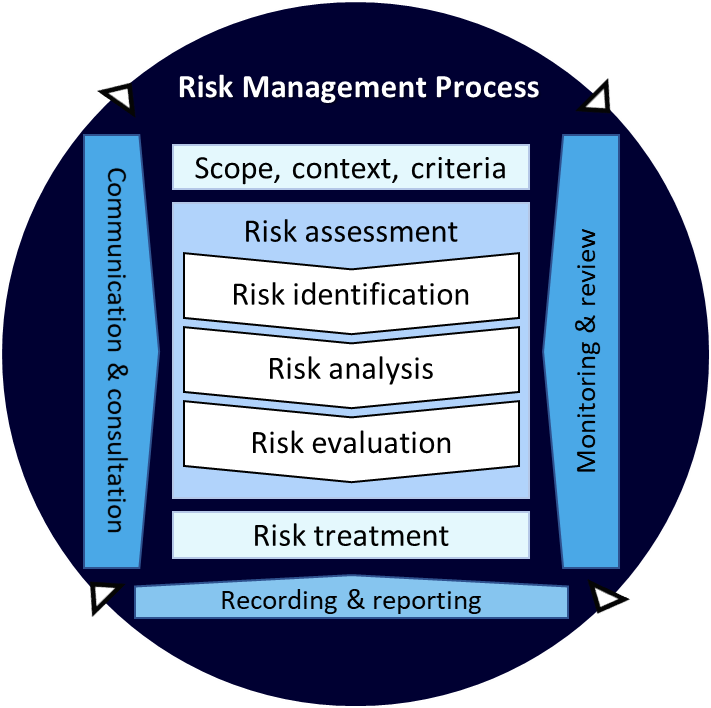 Risk Management Process
Scope, context, criteria
Risk assessment
Risk identification
Risk analysis
Risk evaluation
Risk treatment
Communication & consultation
Monitoring & review
Recording & reporting